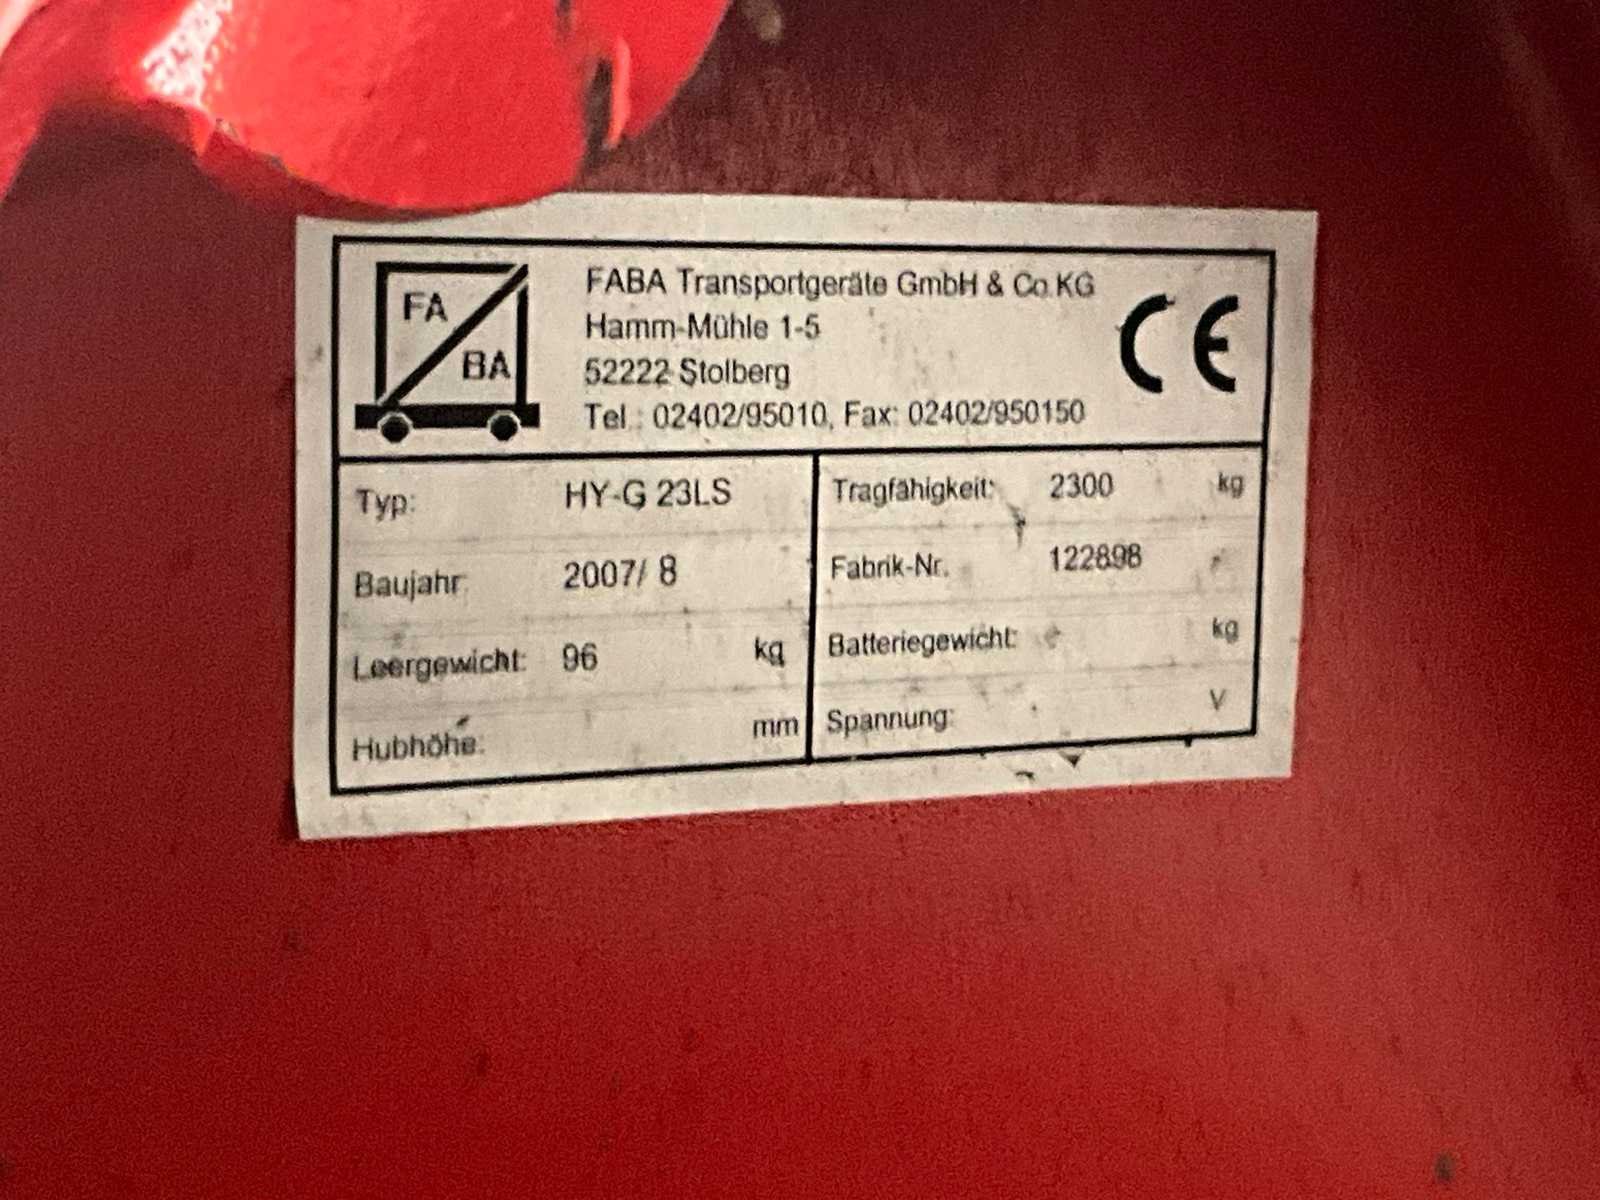 FA
BA
FABA Transportgeräte GmbH & Co.KG
Hamm-Mühle 1-5
52222 Stolberg
Tel.: 02402/95010, Fax: 02402/950150
CE
Typ: HY-G 23LS
Baujahr: 2007/ 8
Leergewicht: 96 kg
Hubhöhe: mm
Tragfähigkeit: 2300 kg
Fabrik-Nr. 122898
Batteriegewicht: kg
Spannung: V